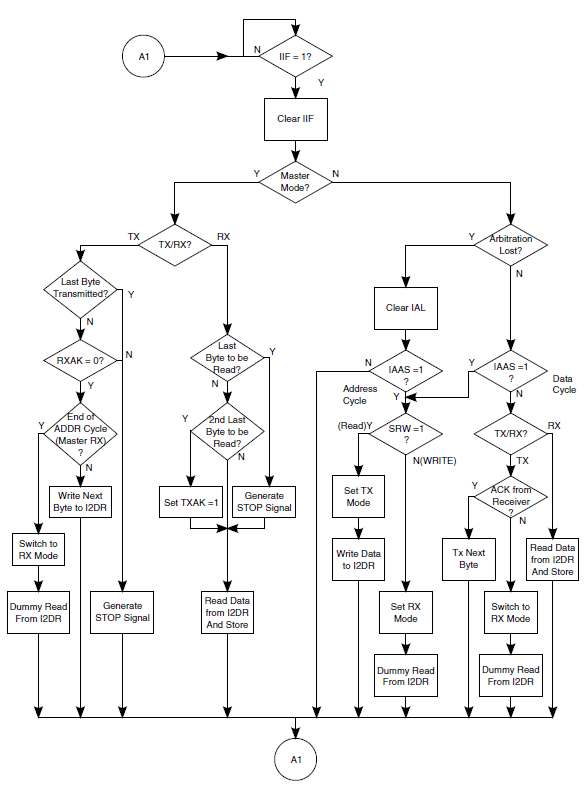 A1
N
IIF = 1?
Y
Clear IIF
Y
Master
Mode?
N
TX
TX/RX?
RX
Y
Arbitration
Lost?
N
Last Byte
Transmitted?
Y
N
Clear IAL
RXAK = 0?
N
Y
Last
Byte to be
Read?
Y
N
N
IAAS =1
?
Address
Cycle
Y
Y
IAAS =1
?
N
Data
Cycle
Y
End of
ADDR Cycle
(Master RX)
?
N
Y
2nd Last
Byte to be
Read?
N
(Read)Y
SRW =1
?
N(WRITE)
TX/RX?
RX
TX
Write Next
Byte to I2DR
Set TXAK =1
Generate
STOP Signal
Set TX
Mode
Y
ACK from
Receiver
?
N
Switch to
RX Mode
Write Data
to I2DR
Tx Next
Byte
Read Data
from I2DR
And Store
Dummy Read
From I2DR
Generate
STOP Signal
Read Data
from I2DR
And Store
Set RX
Mode
Switch to
RX Mode
Dummy Read
From I2DR
Dummy Read
From I2DR
A1